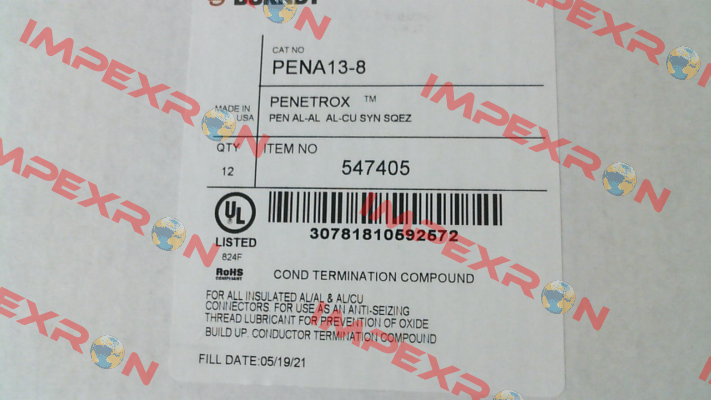 BURNDY
CAT NO
PENA13-8
MADE IN
USA
PENETROX ™
PEN AL-AL AL-CU SYN SQEZ
QTY
12
ITEM NO
547405
UL
LISTED
824F
30781810592572
RoHS
COMPLIANT
COND TERMINATION COMPOUND
FOR ALL INSULATED AL/AL & AL/CU
CONNECTORS. FOR USE AS AN ANTI-SEIZING
THREAD LUBRICANT FOR PREVENTION OF OXIDE
BUILD UP. CONDUCTOR TERMINATION COMPOUND
FILL DATE:05/19/21
IMPEXRON
IMPEXRON
IMPEXRON
IMPEXRON
IMPEXRON
IMPEXRON